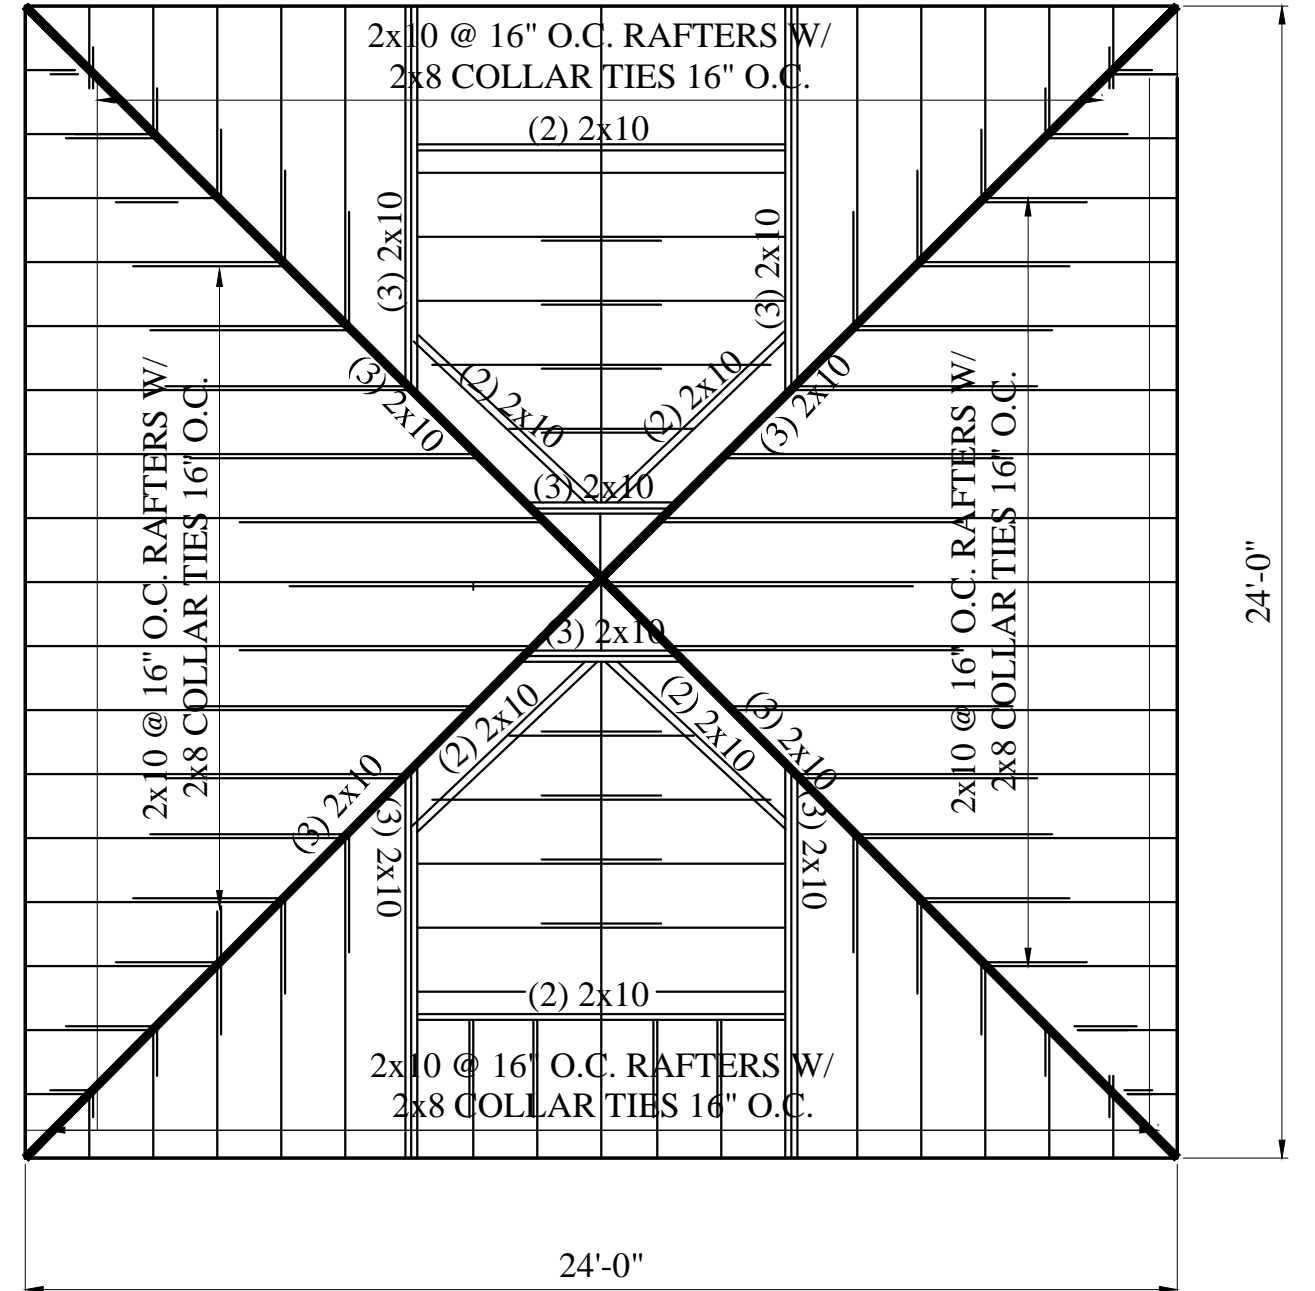 2x10 @ 16" O.C. RAFTERS W/
2x8 COLLAR TIES 16" O.C.
(2) 2x10
(3) 2x10
(3) 2x10
(3) 2x10
(2) 2x10
(2) 2x10
(3) 2x10
(3) 2x10
2x10 @ 16" O.C. RAFTERS W/
2x8 COLLAR TIES 16" O.C.
2x10 @ 16" O.C. RAFTERS W/
2x8 COLLAR TIES 16" O.C.
24'-0"
(3) 2x10
(2) 2x10
(2) 2x10
(3) 2x10
(3) 2x10
(3) 2x10
(3) 2x10
(2) 2x10
2x10 @ 16" O.C. RAFTERS W/
2x8 COLLAR TIES 16" O.C.
24'-0"